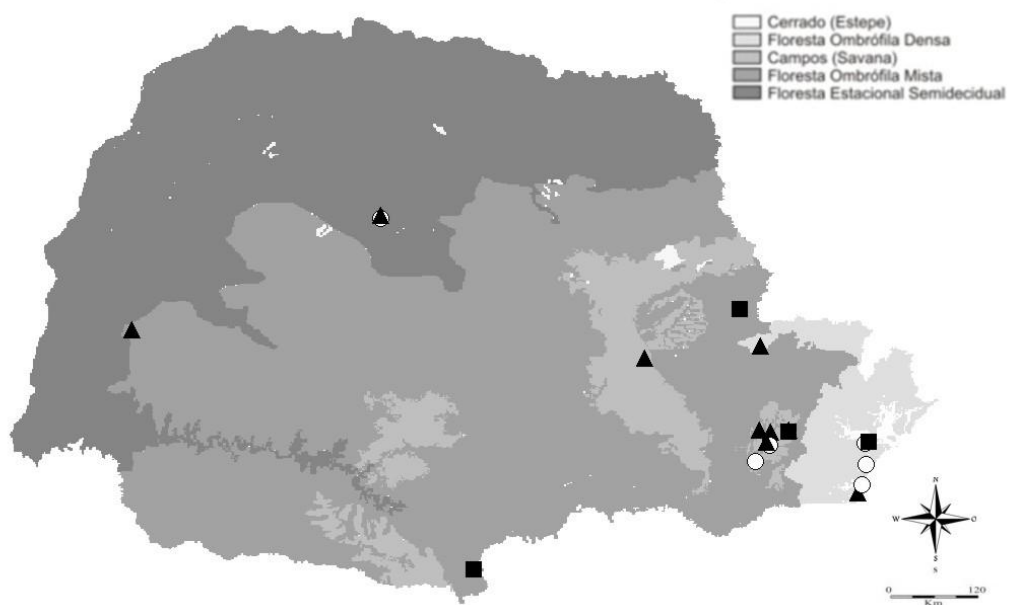 Cerrado (Estepe)
Floresta Ombrófila Densa
Campos (Savana)
Floresta Ombrófila Mista
Floresta Estacional Semidecidual
N
W O
S
S
0 120
Km